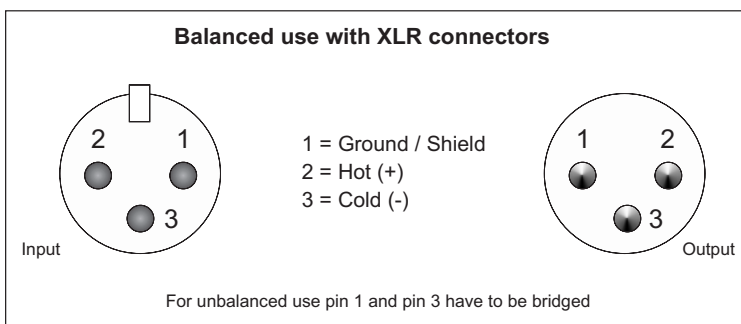 Balanced use with XLR connectors
2 1
3
Input
1 = Ground / Shield
2 = Hot (+)
3 = Cold (-)
1 2
3
Output
For unbalanced use pin 1 and pin 3 have to be bridged